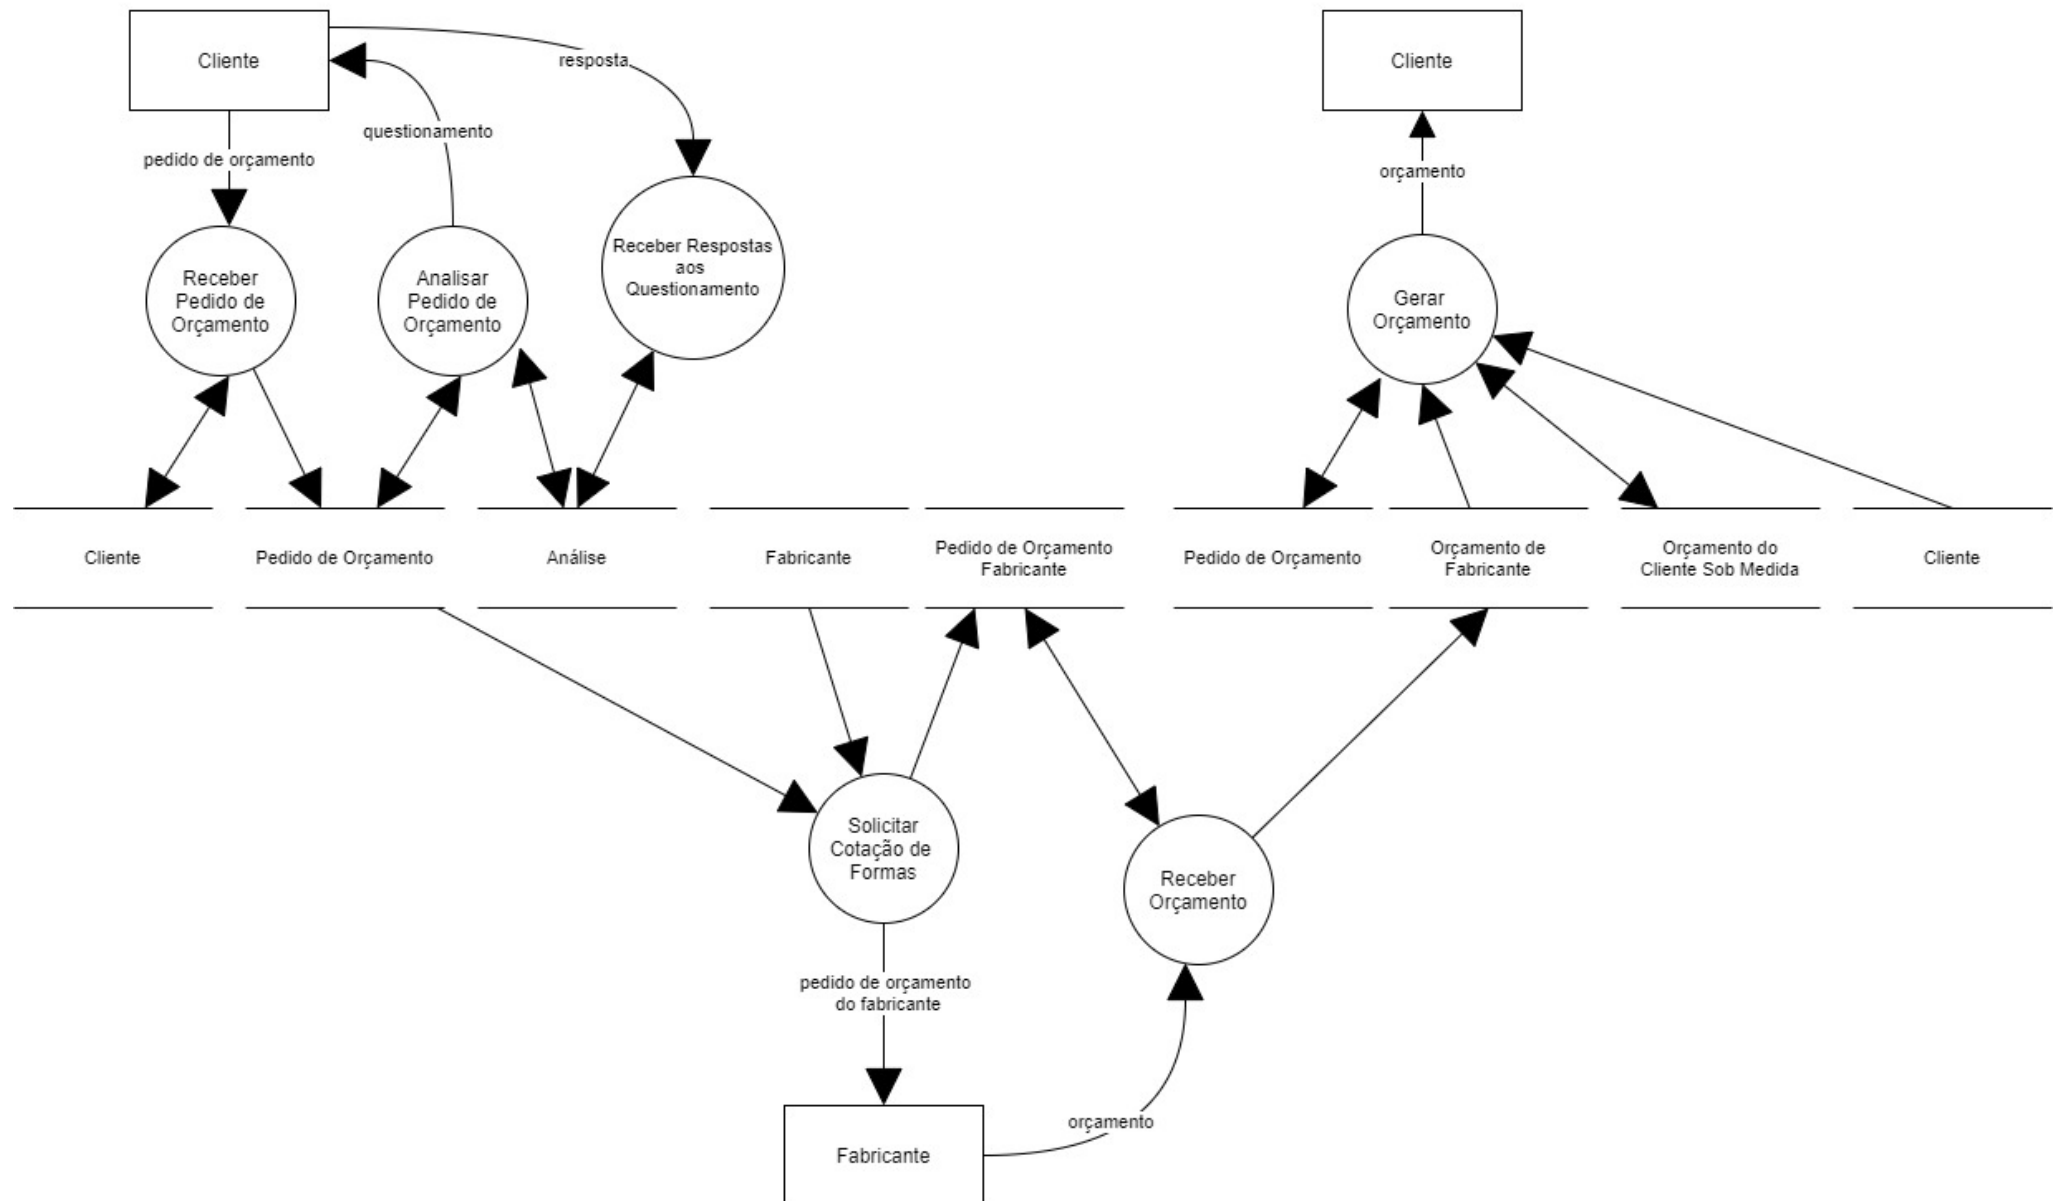 Cliente
resposta
Cliente
questionamento
pedido de orçamento
orçamento
Receber
Pedido de
Orçamento
Analisar
Pedido de
Orçamento
Receber Respostas
aos
Questionamento
Gerar
Orçamento
Cliente
Pedido de Orçamento
Análise
Fabricante
Pedido de Orçamento
Fabricante
Pedido de Orçamento
Orçamento de
Fabricante
Orçamento do
Cliente Sob Medida
Cliente
Solicitar
Cotação de
Formas
Receber
Orçamento
pedido de orçamento
do fabricante
orçamento
Fabricante